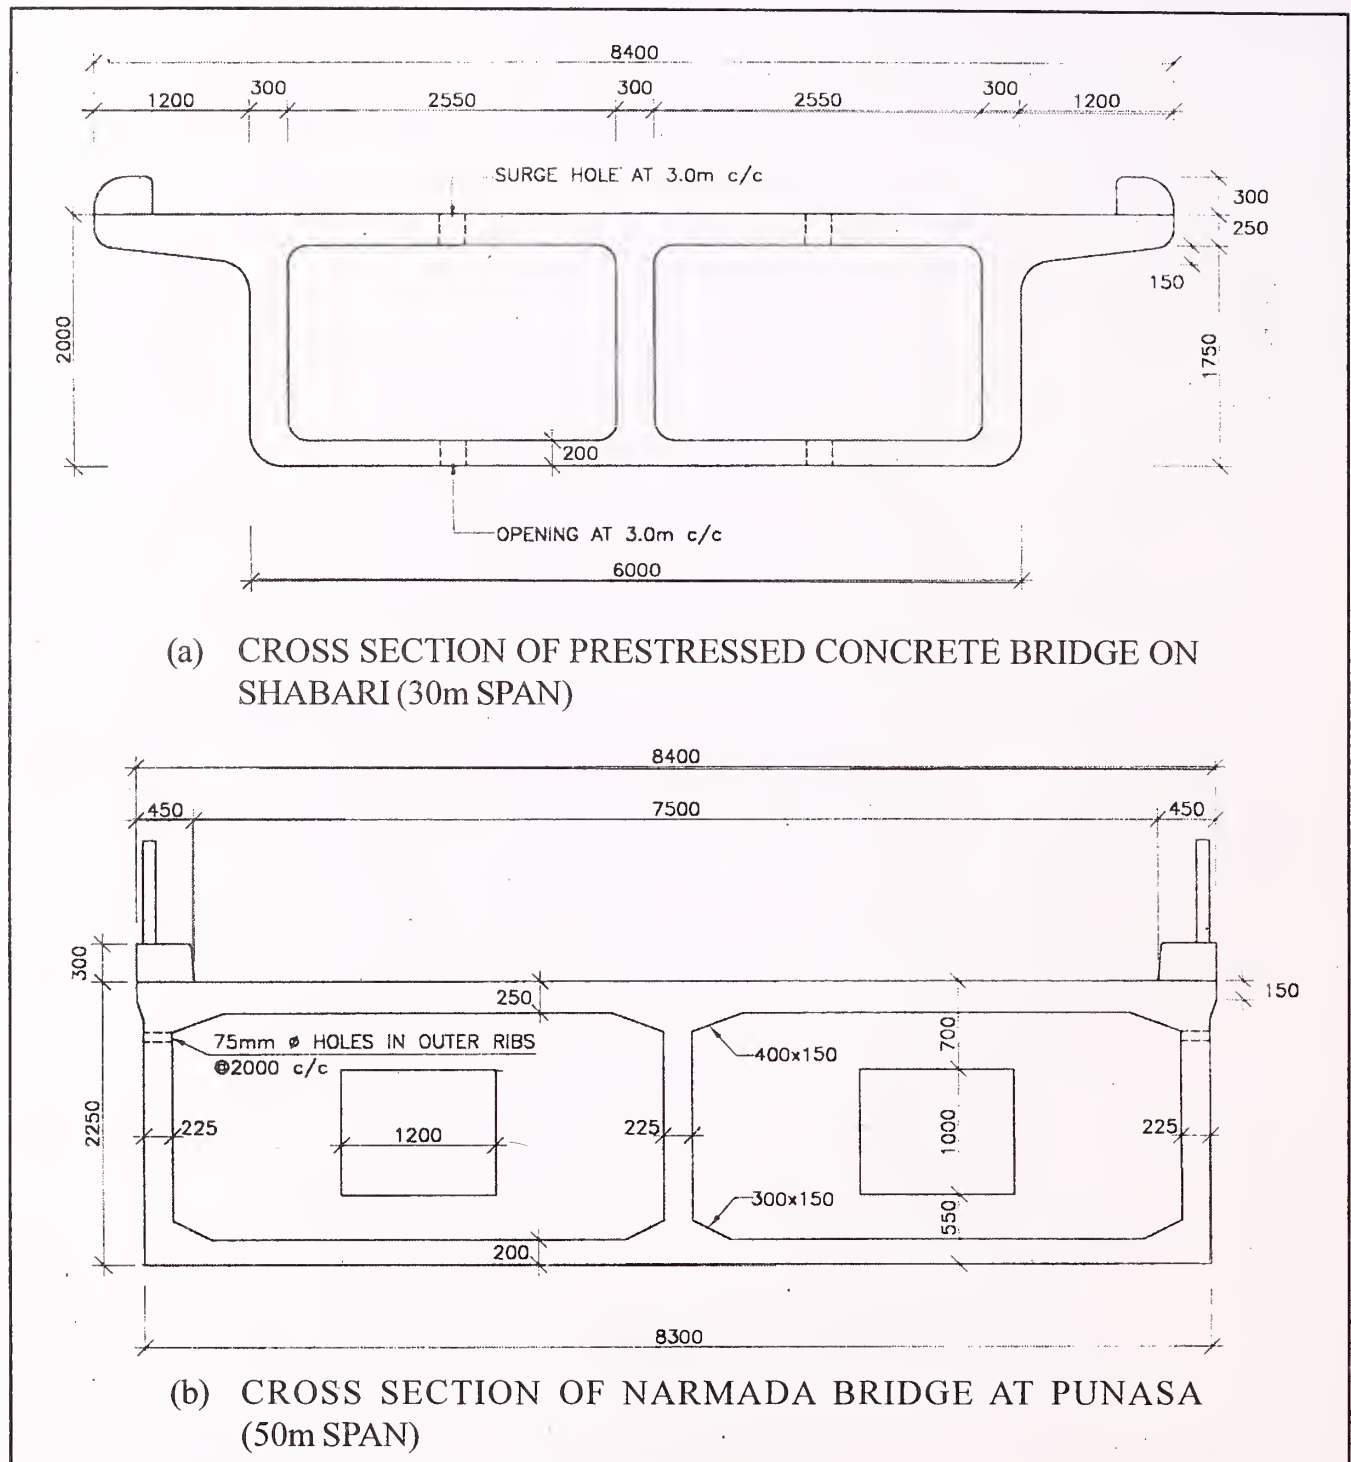 8400
1200 300 2550 300 2550 300 1200
SURGE HOLE AT 3.0m c/c
300
250
150
2000
1750
200
OPENING AT 3.0m c/c
6000
(a) CROSS SECTION OF PRESTRESSED CONCRETE BRIDGE ON
SHABARI (30m SPAN)
8400
450 7500 450
300
250
150
75mm ø HOLES IN OUTER RIBS
@2000 c/c
400x150
700
2250
225
1200
225
1000
225
300x150
550
200
8300
(b) CROSS SECTION OF NARMADA BRIDGE AT PUNASA
(50m SPAN)